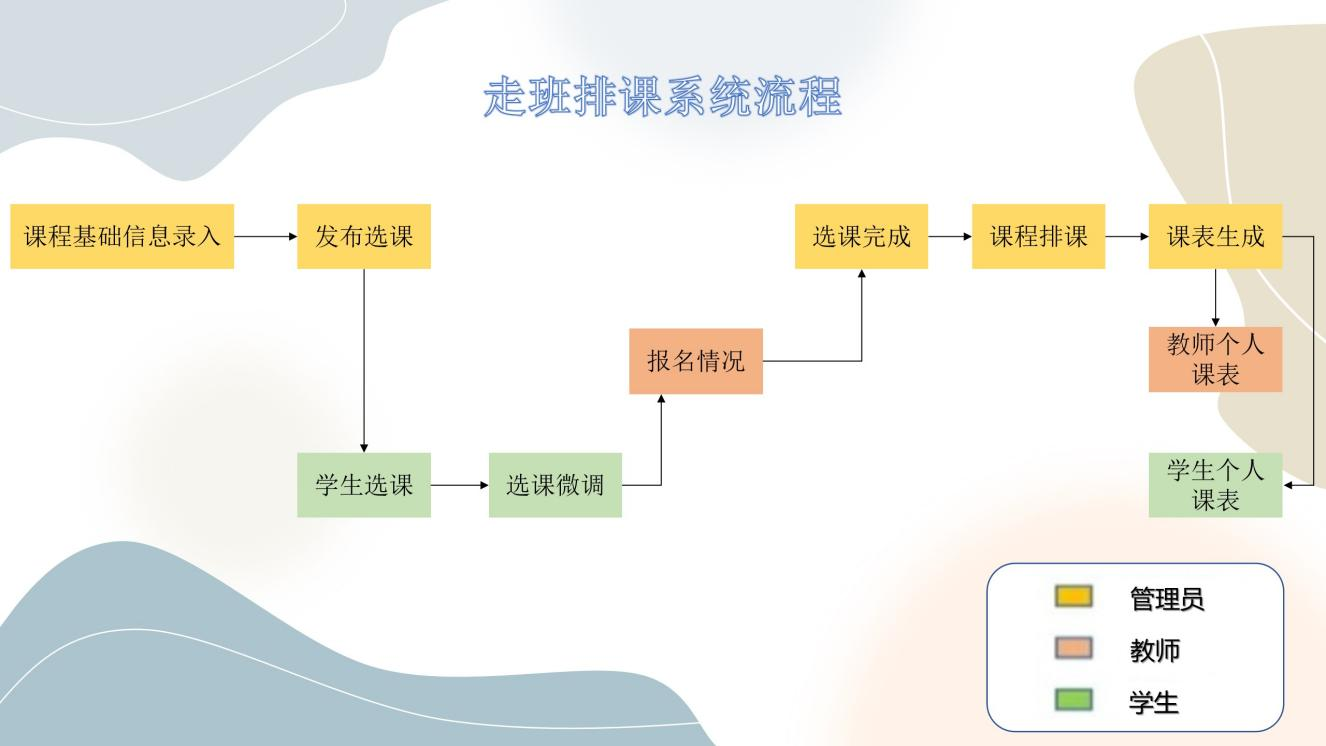 走班排课系统流程
课程基础信息录入
发布选课
选课完成
课程排课
课表生成
报名情况
教师个人
课表
学生选课
选课微调
学生个人
课表
管理员
教师
学生